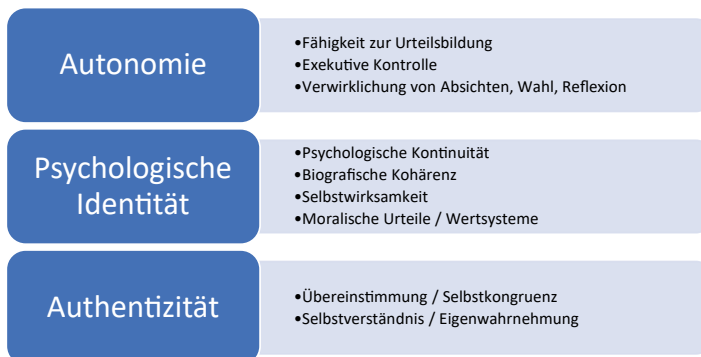 Autonomie
•Fähigkeit zur Urteilsbildung
•Exekutive Kontrolle
•Verwirklichung von Absichten, Wahl, Reflexion
Psychologische
Identität
•Psychologische Kontinuität
•Biografische Kohärenz
•Selbstwirksamkeit
•Moralische Urteile / Wertsysteme
Authentizität
•Übereinstimmung / Selbstkongruenz
•Selbstverständnis / Eigenwahrnehmung